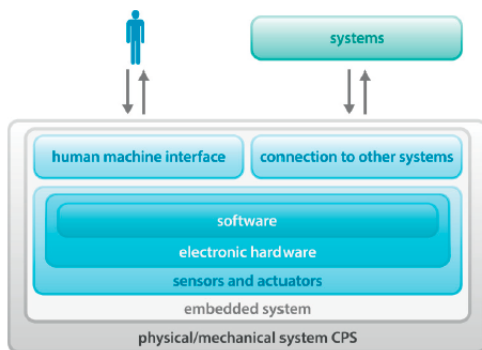 systems
human machine interface
connection to other systems
software
electronic hardware
sensors and actuators
embedded system
physical/mechanical system CPS